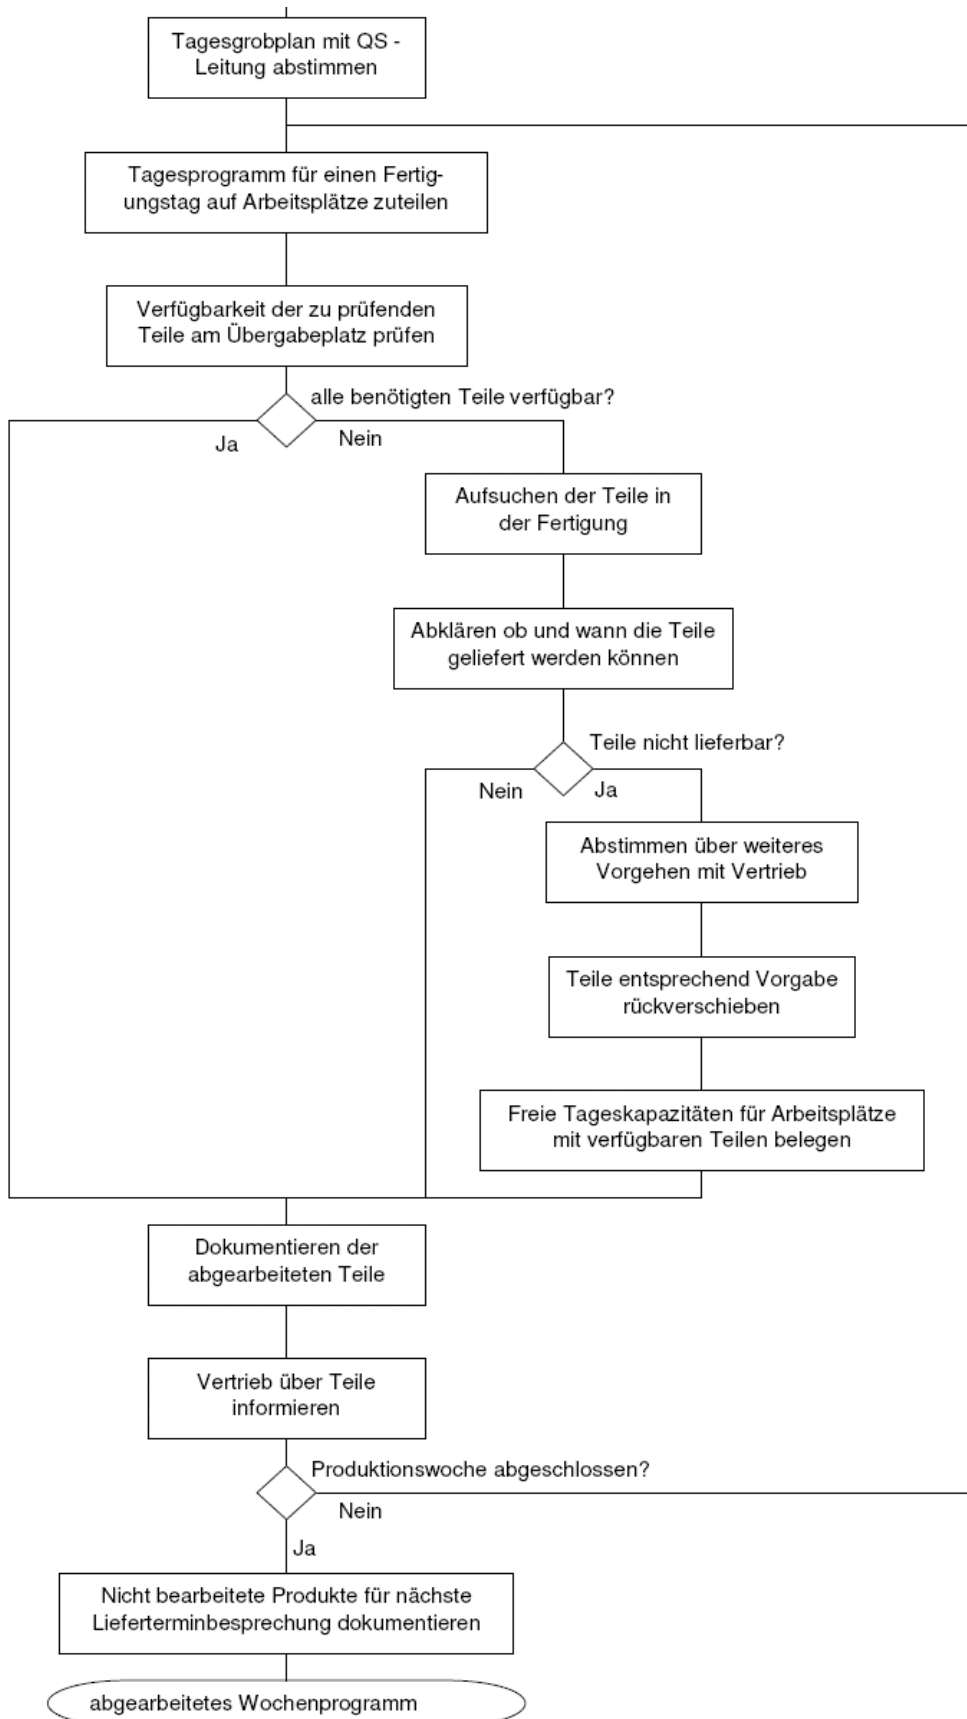 Tagesgrobplan mit QS -
Leitung abstimmen
Tagesprogramm für einen Fertig-
ungstag auf Arbeitsplätze zuteilen
Verfügbarkeit der zu prüfenden
Teile am Übergabeplatz prüfen
alle benötigten Teile verfügbar?
Ja
Nein
Aufsuchen der Teile in
der Fertigung
Abklären ob und wann die Teile
geliefert werden können
Teile nicht lieferbar?
Nein
Ja
Abstimmen über weiteres
Vorgehen mit Vertrieb
Teile entsprechend Vorgabe
rückverschieben
Freie Tageskapazitäten für Arbeitsplätze
mit verfügbaren Teilen belegen
Dokumentieren der
abgearbeiteten Teile
Vertrieb über Teile
informieren
Produktionswoche abgeschlossen?
Nein
Ja
Nicht bearbeitete Produkte für nächste
Lieferterminbesprechung dokumentieren
abgearbeitetes Wochenprogramm